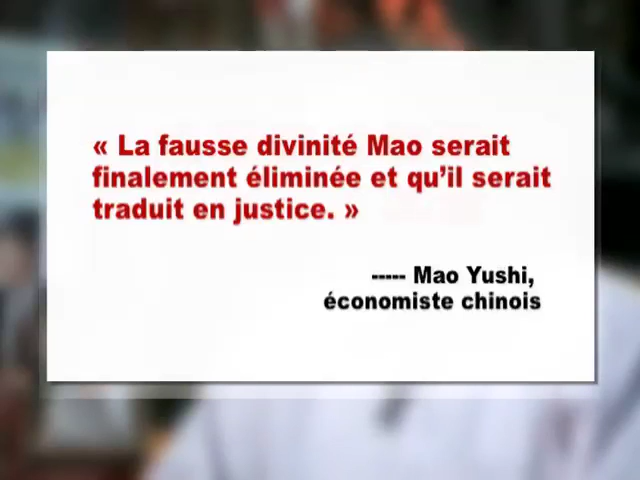 « La fausse divinité Mao serait
finalement éliminée et qu'il serait
traduit en justice. »
----- Mao Yushi,
économiste chinois